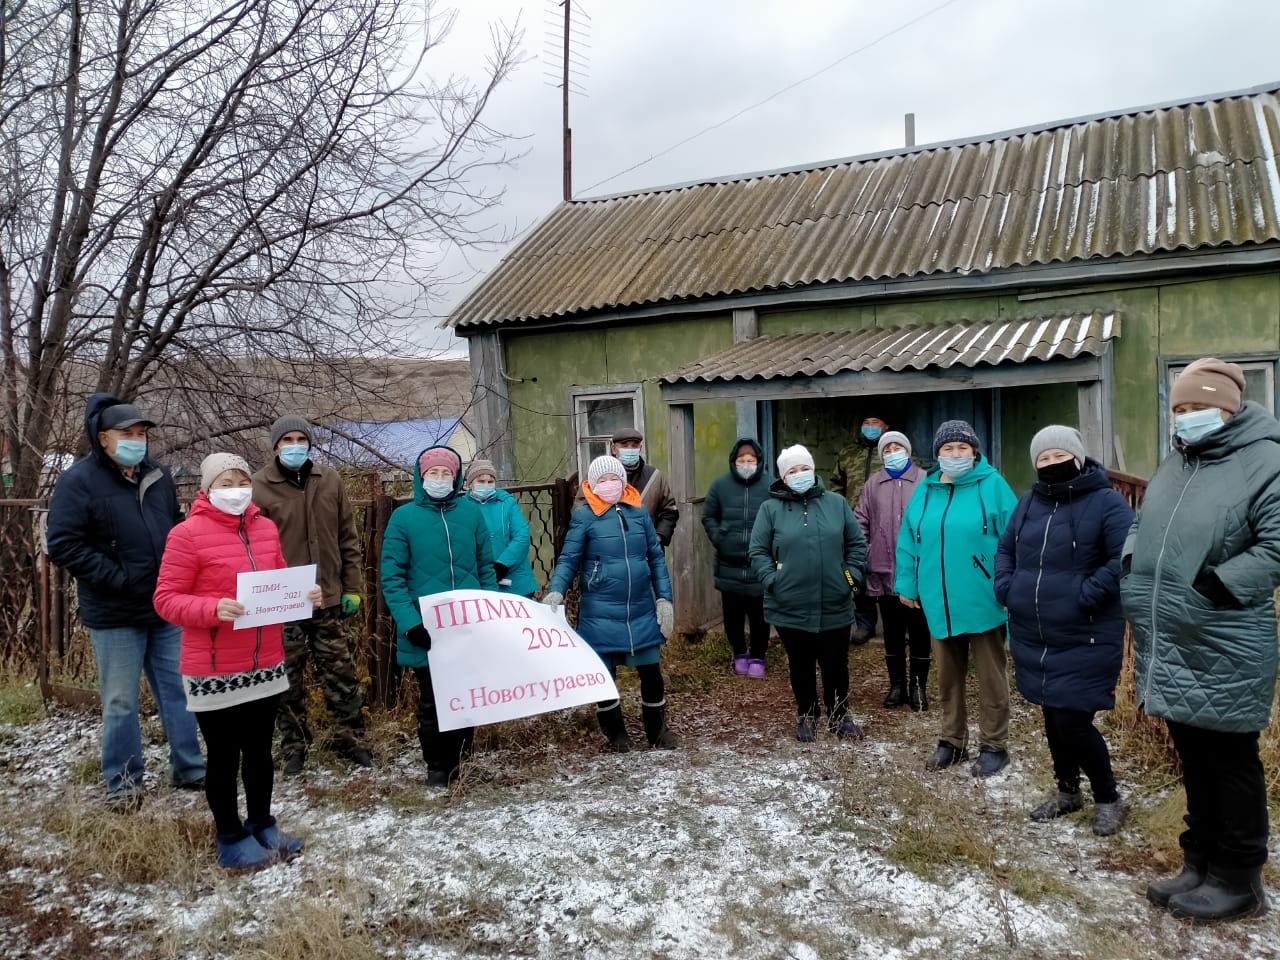 ППМИ –
2021
с. Новотураево
ППМИ
2021
с. Новотураево